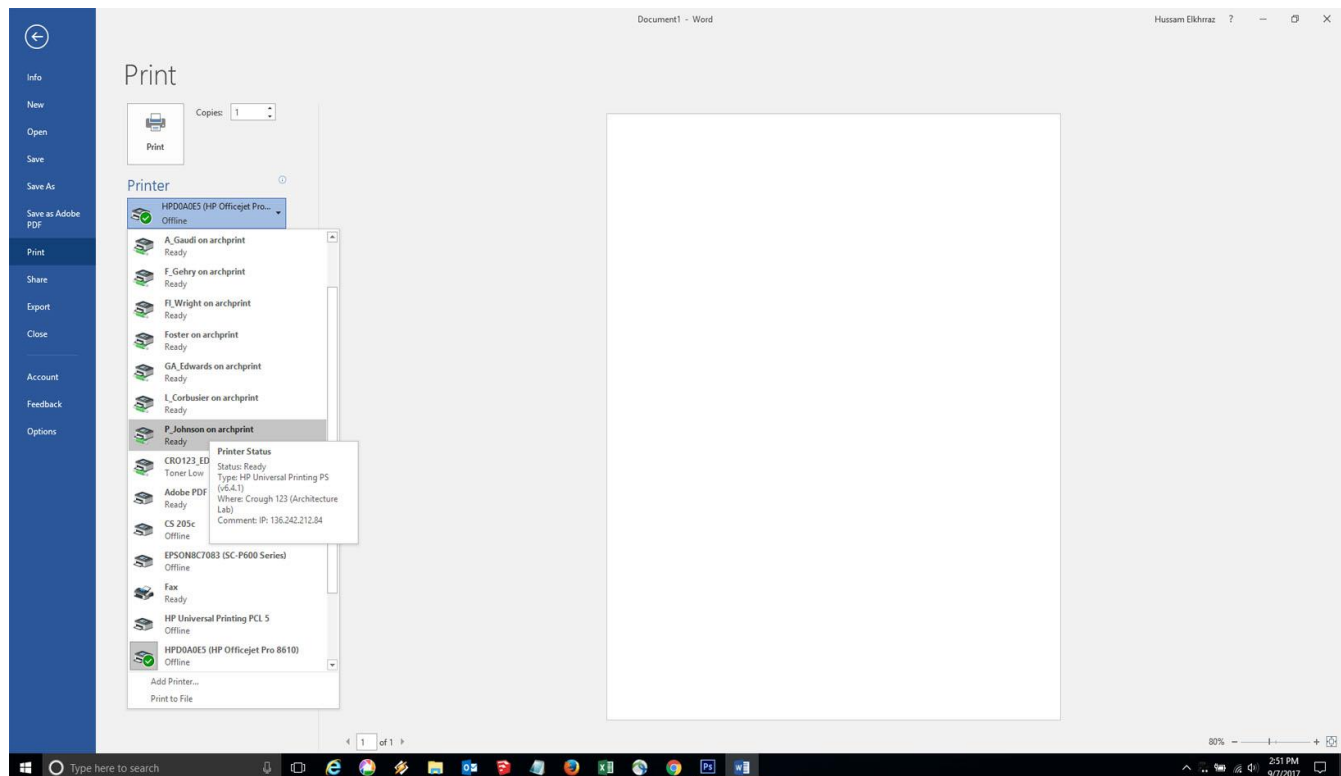 Document1 - Word
Hussam Elkhrraz ?
Info
New
Open
Save
Save As
Save as Adobe
PDF
Print
Share
Export
Close
Account
Feedback
Options
Print
Copies: 1
Print
Printer
HPD0A0E5 (HP Officejet Pro...
Offline
A_Gaudi on archprint
Ready
F_Gehry on archprint
Ready
Fl_Wright on archprint
Ready
Foster on archprint
Ready
GA_Edwards on archprint
Ready
L_Corbusier on archprint
Ready
P_Johnson on archprint
Ready
CRO123_ED
Toner Low
Adobe PDF
Ready
CS 205c
Offline
EPSON8C7083 (SC-P600 Series)
Offline
Fax
Ready
HP Universal Printing PCL 5
Offline
HPD0A0E5 (HP Officejet Pro 8610)
Offline
Add Printer...
Print to File
Printer Status
Status: Ready
Type: HP Universal Printing PS
(v6.4.1)
Where: Crough 123 (Architecture
Lab)
Comment: IP: 136.242.212.84
1 of 1
80%
Type here to search
Ps
2:51 PM
9/7/2017